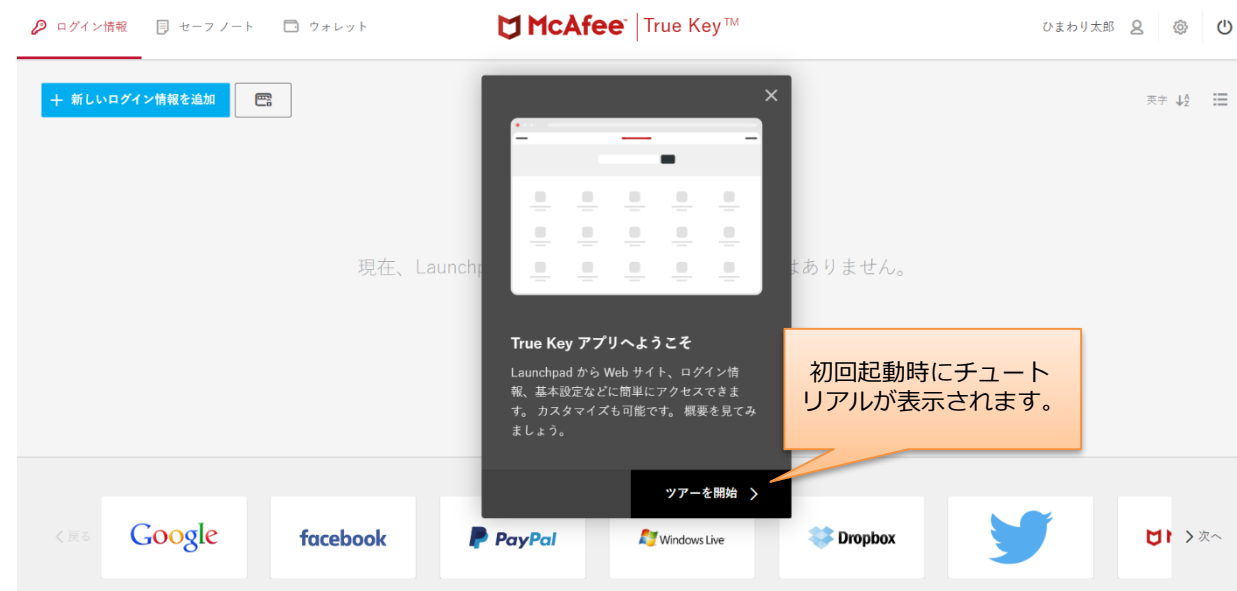 ログイン情報
セーフノート
ウォレット
McAfee™ | True Key™
ひまわり太郎
+ 新しいログイン情報を追加
英字
現在、Launchp
はありません。
True Key アプリへようこそ
Launchpad から Web サイト、ログイン情
報、基本設定などに簡単にアクセスできま
す。 カスタマイズも可能です。 概要を見てみ
ましょう。
初回起動時にチュート
リアルが表示されます。
ツアーを開始
戻る
Google
facebook
PayPal
Windows Live
Dropbox
次へ